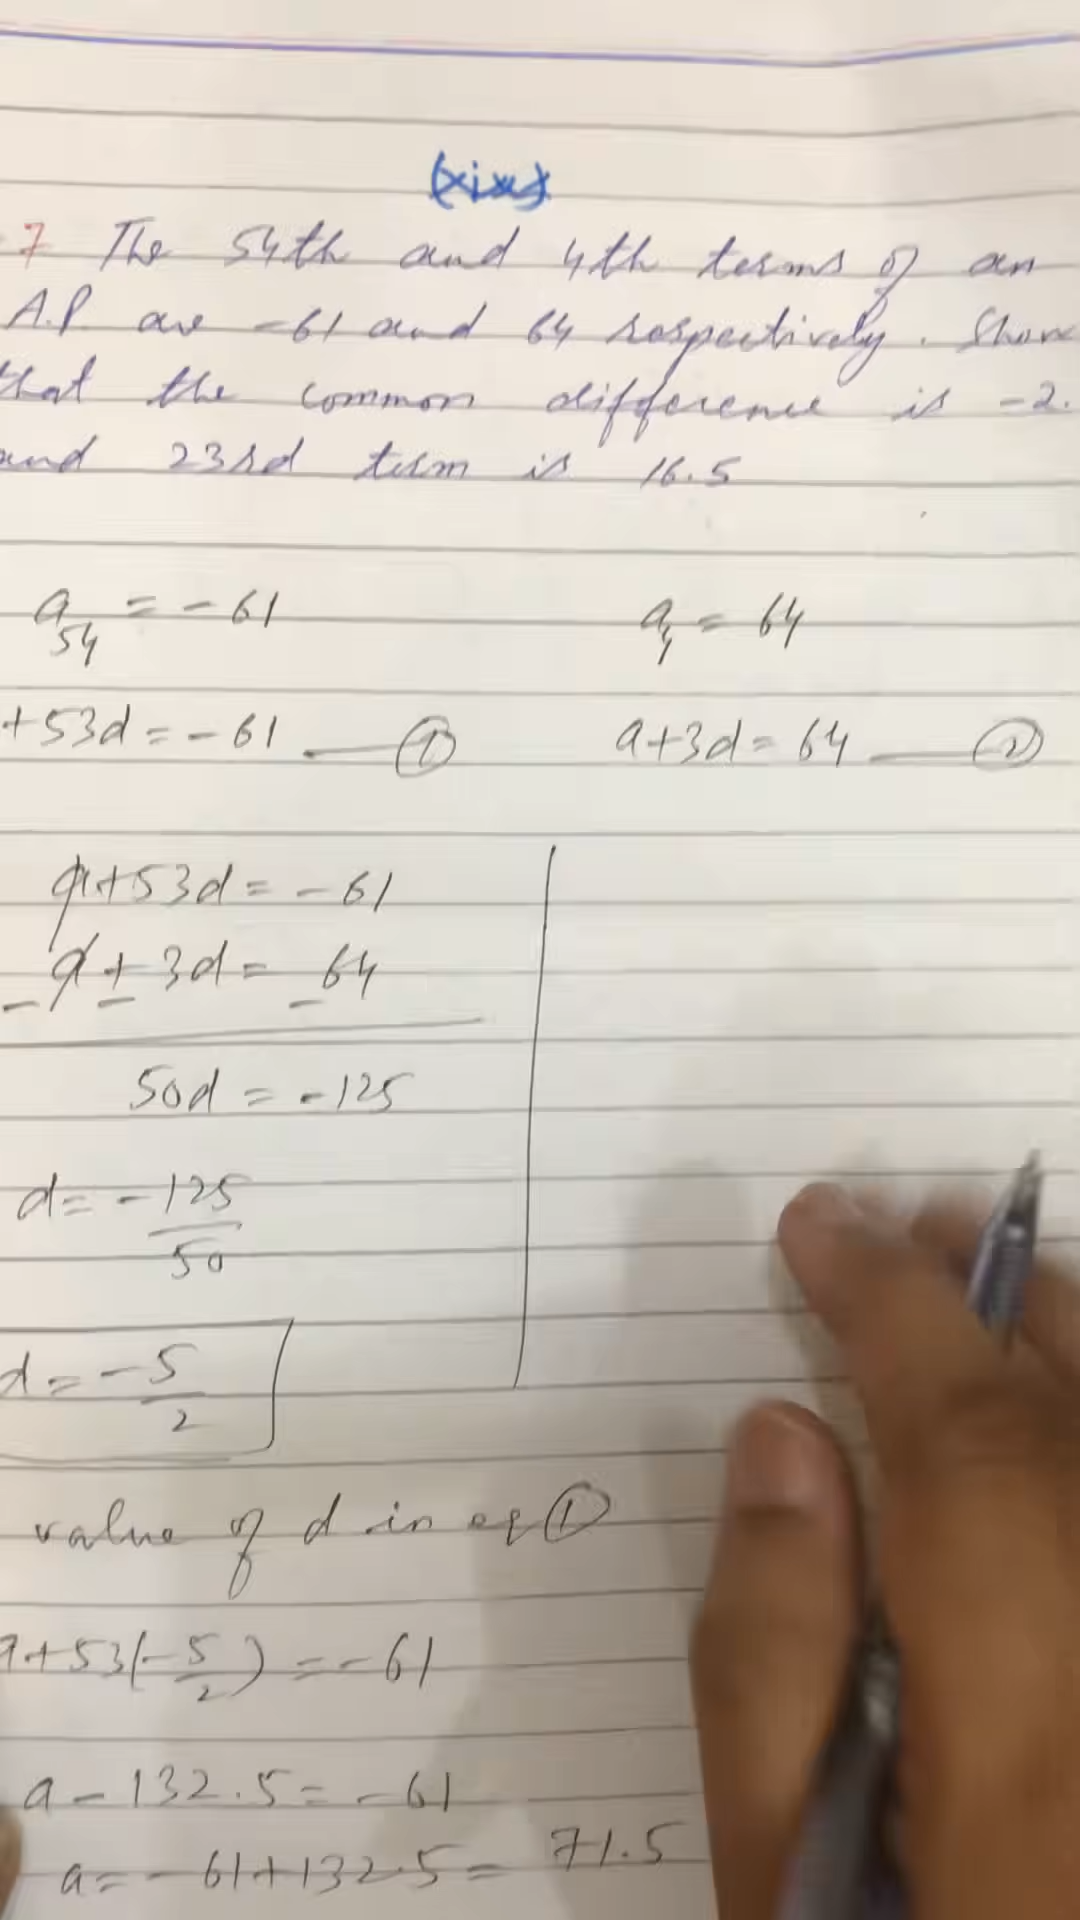 7 The 54th and 4th terms of an
A.P. are -61 and 64 respectively. Show
that the common difference is -2.
and 23rd term is 16.5
a₅₄ = -61
a₄ = 64
+53d = -61 — ①
a+3d = 64 — ②
a+53d = -61
- a + 3d = 64
- - -
50d = -125
d = -125/50
d = -5/2
value of d in eq ①
a+53(-5/2) = -61
a - 132.5 = -61
a = -61+132.5 = 71.5